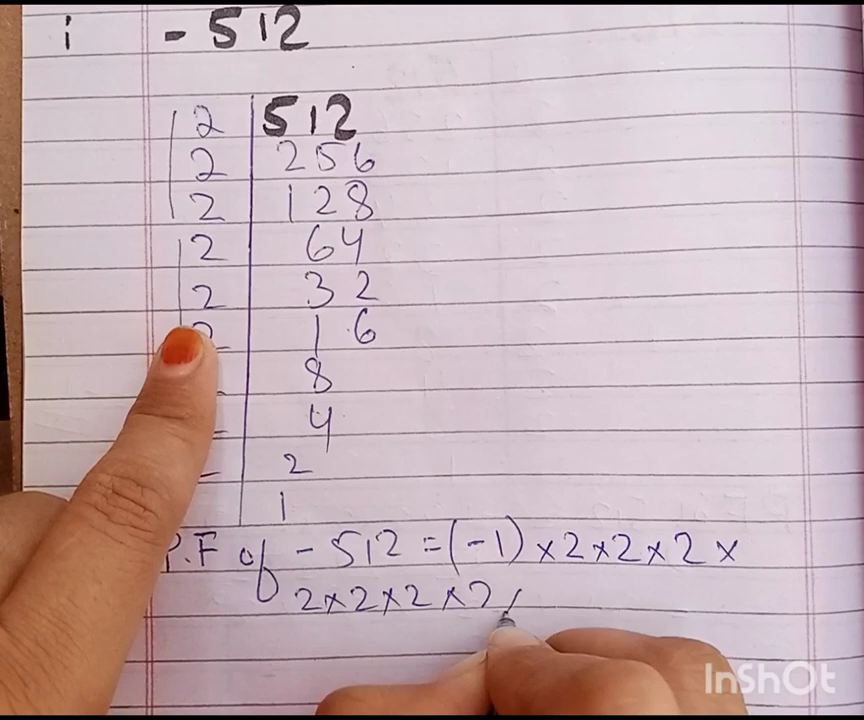 i - 512
2 512
2 256
2 128
2 64
2 32
2 16
8
4
2
1
P.F of - 512 = (-1) × 2 × 2 × 2 ×
2 × 2 × 2 × 2
InShOt